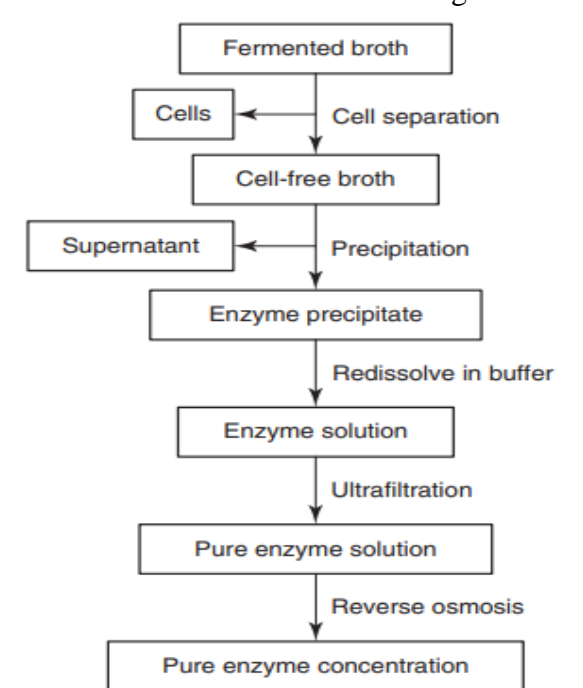 Fermented broth
Cells
Cell separation
Cell-free broth
Supernatant
Precipitation
Enzyme precipitate
Redissolve in buffer
Enzyme solution
Ultrafiltration
Pure enzyme solution
Reverse osmosis
Pure enzyme concentration